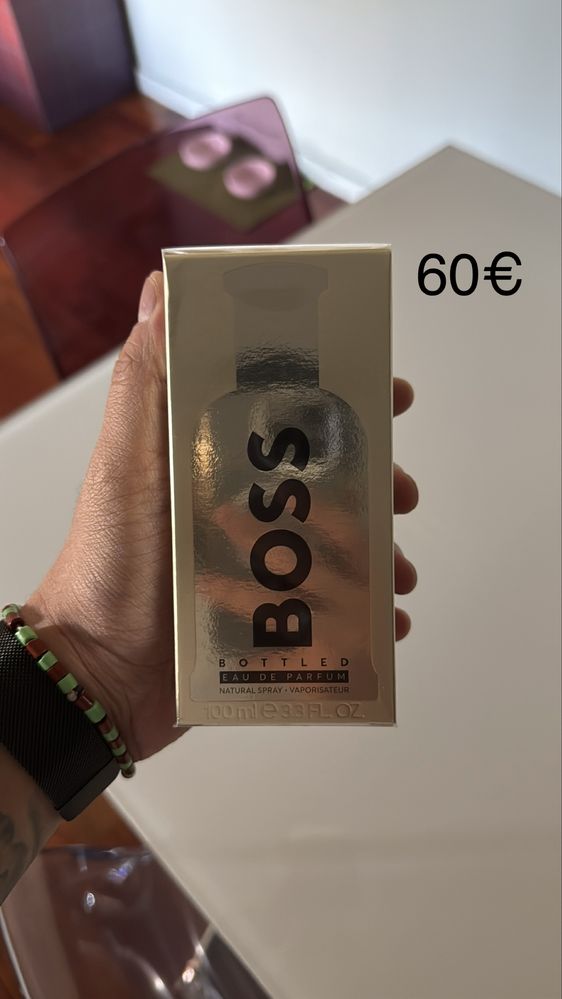 60€
BOSS
BOTTLED
EAU DE PARFUM
NATURAL SPRAY • VAPORISATEUR
100 ml e 3.3 FL. OZ.